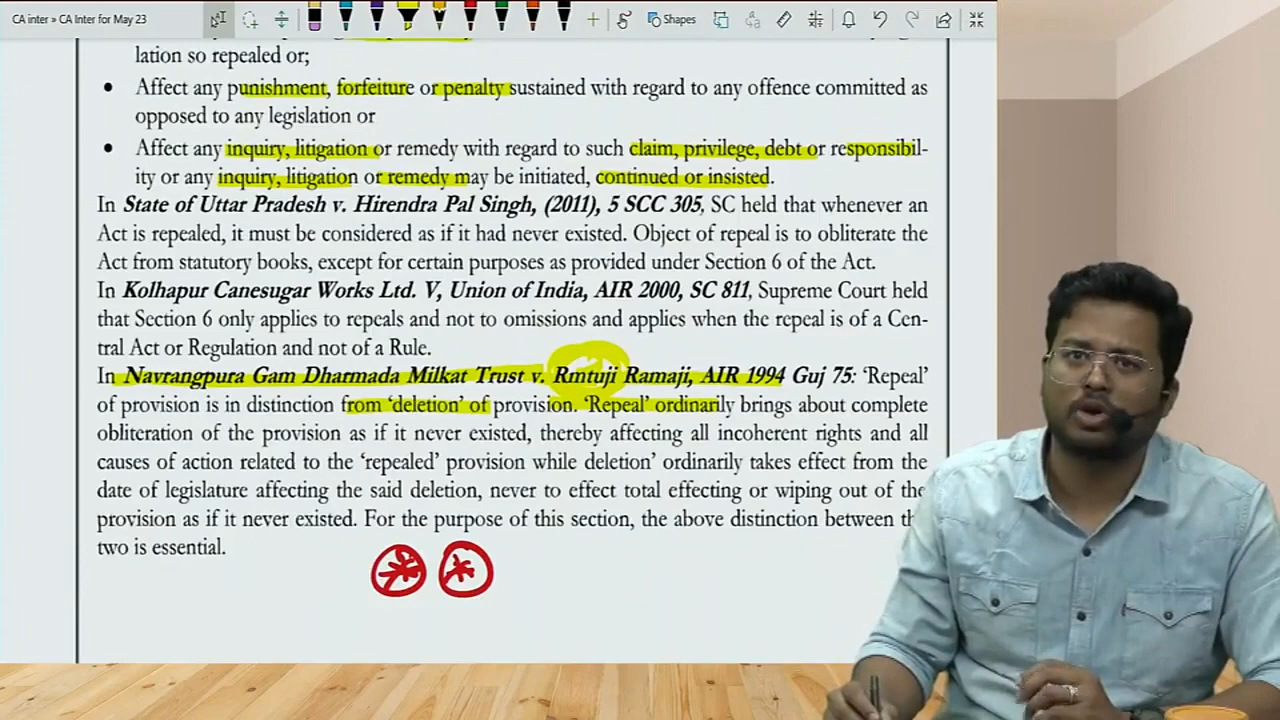 CA inter » CA Inter for May 23
Shapes
lation so repealed or;
• Affect any punishment, forfeiture or penalty sustained with regard to any offence committed as
opposed to any legislation or
• Affect any inquiry, litigation or remedy with regard to such claim, privilege, debt or responsibil-
ity or any inquiry, litigation or remedy may be initiated, continued or insisted.
In State of Uttar Pradesh v. Hirendra Pal Singh, (2011), 5 SCC 305, SC held that whenever an
Act is repealed, it must be considered as if it had never existed. Object of repeal is to obliterate the
Act from statutory books, except for certain purposes as provided under Section 6 of the Act.
In Kolhapur Canesugar Works Ltd. V, Union of India, AIR 2000, SC 811, Supreme Court held
that Section 6 only applies to repeals and not to omissions and applies when the repeal is of a Cen-
tral Act or Regulation and not of a Rule.
In Navrangpura Gam Dharmada Milkat Trust v. Rmtuji Ramaji, AIR 1994 Guj 75: ‘Repeal’
of provision is in distinction from ‘deletion’ of provision. ‘Repeal’ ordinarily brings about complete
obliteration of the provision as if it never existed, thereby affecting all incoherent rights and all
causes of action related to the ‘repealed’ provision while deletion’ ordinarily takes effect from the
date of legislature affecting the said deletion, never to effect total effecting or wiping out of the
provision as if it never existed. For the purpose of this section, the above distinction between
two is essential.